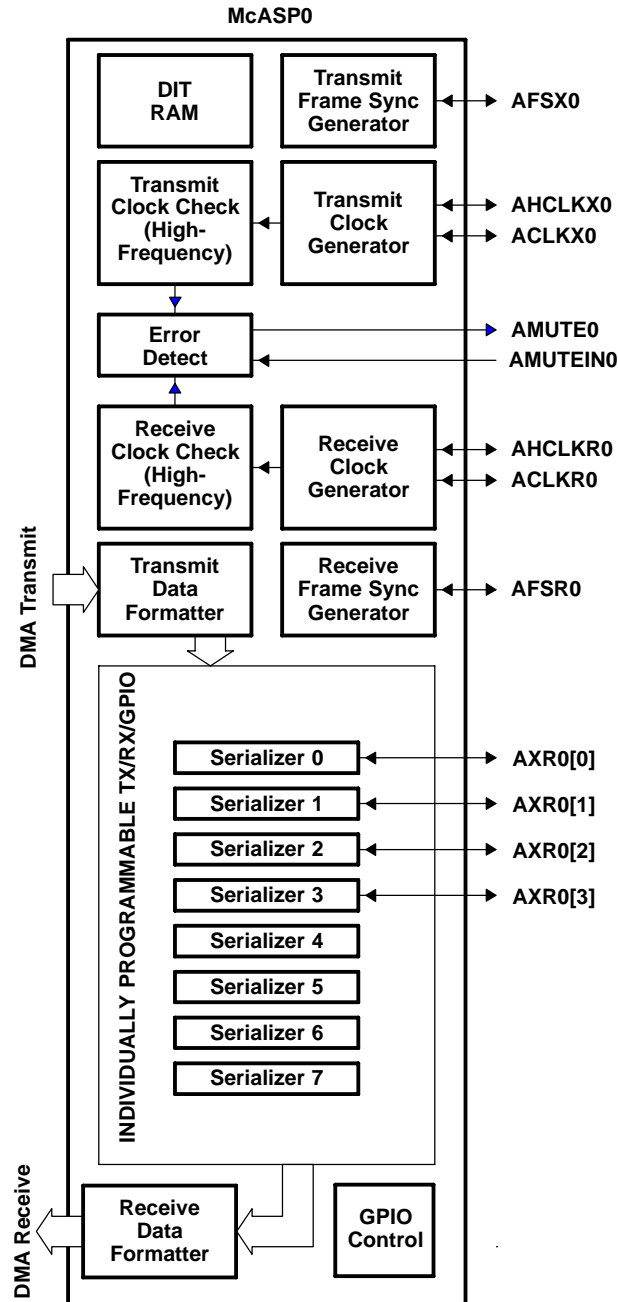 McASP0
DIT
RAM
Transmit
Frame Sync
Generator
AFSX0
Transmit
Clock Check
(High-
Frequency)
Transmit
Clock
Generator
AHCLKX0
ACLKX0
Error
Detect
AMUTE0
AMUTEIN0
Receive
Clock Check
(High-
Frequency)
Receive
Clock
Generator
AHCLKR0
ACLKR0
DMA Transmit
Transmit
Data
Formatter
Receive
Frame Sync
Generator
AFSR0
INDIVIDUALLY PROGRAMMABLE TX/RX/GPIO
Serializer 0
AXR0[0]
Serializer 1
AXR0[1]
Serializer 2
AXR0[2]
Serializer 3
AXR0[3]
Serializer 4
Serializer 5
Serializer 6
Serializer 7
DMA Receive
Receive
Data
Formatter
GPIO
Control